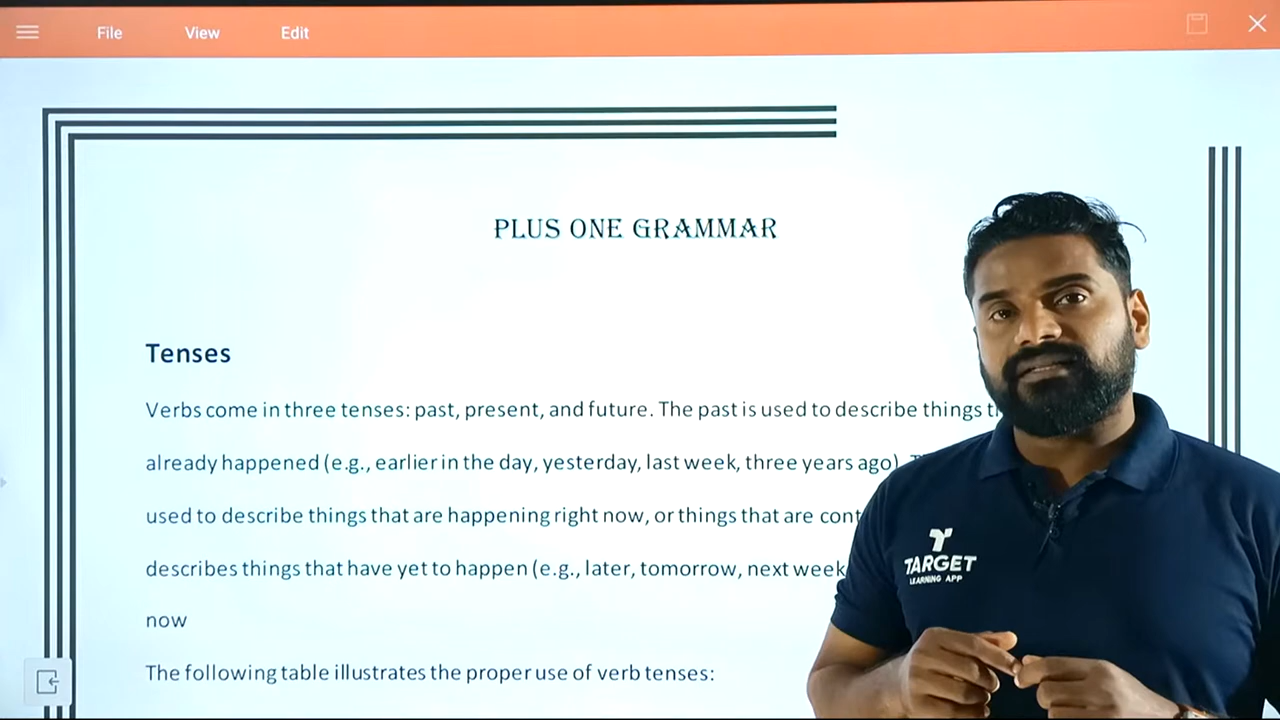 File View Edit
PLUS ONE GRAMMAR
Tenses
Verbs come in three tenses: past, present, and future. The past is used to describe things
already happened (e.g., earlier in the day, yesterday, last week, three years ago)
used to describe things that are happening right now, or things that are
describes things that have yet to happen (e.g., later, tomorrow, next week
now
The following table illustrates the proper use of verb tenses:
TARGET
LEARNING APP